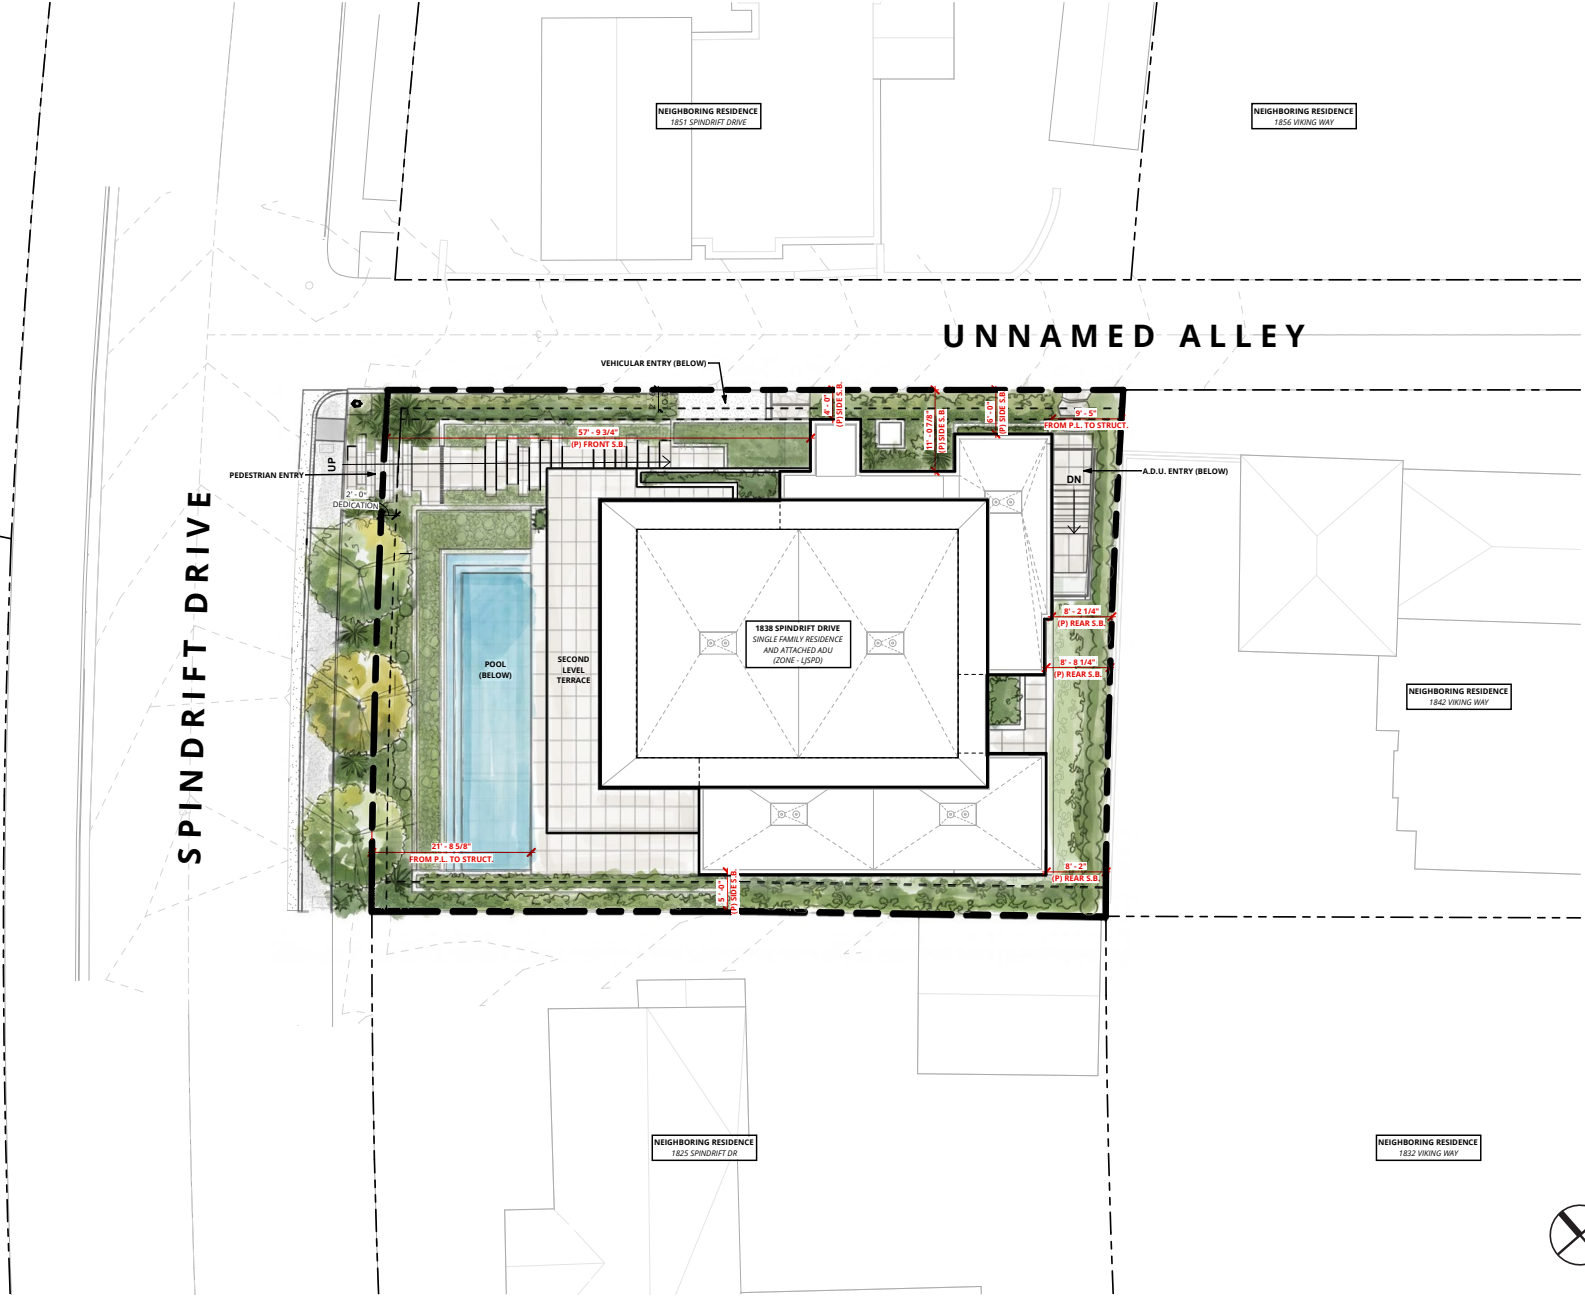 NEIGHBORING RESIDENCE
1851 SPINDRIFT DRIVE
NEIGHBORING RESIDENCE
1856 VIKING WAY
UNNAMED ALLEY
VEHICULAR ENTRY (BELOW)
4' - 0"
(P) SIDE S.B.
11' - 0 7/8"
(P) SIDE S.B.
6' - 0"
(P) SIDE S.B.
9' - 5"
FROM P.L. TO STRUCT.
57' - 9 3/4"
(P) FRONT S.B.
UP
PEDESTRIAN ENTRY
2' - 0"
DEDICATION
DN
A.D.U. ENTRY (BELOW)
SPINDRIFT DRIVE
8' - 2 1/4"
(P) REAR S.B.
1838 SPINDRIFT DRIVE
SINGLE FAMILY RESIDENCE
AND ATTACHED ADU
(ZONE - LJSPD)
POOL
(BELOW)
SECOND
LEVEL
TERRACE
8' - 8 1/4"
(P) REAR S.B.
NEIGHBORING RESIDENCE
1842 VIKING WAY
21' - 8 5/8"
FROM P.L. TO STRUCT.
5' - 0"
(P) SIDE S.B.
8' - 2"
(P) REAR S.B.
NEIGHBORING RESIDENCE
1825 SPINDRIFT DR
NEIGHBORING RESIDENCE
1832 VIKING WAY